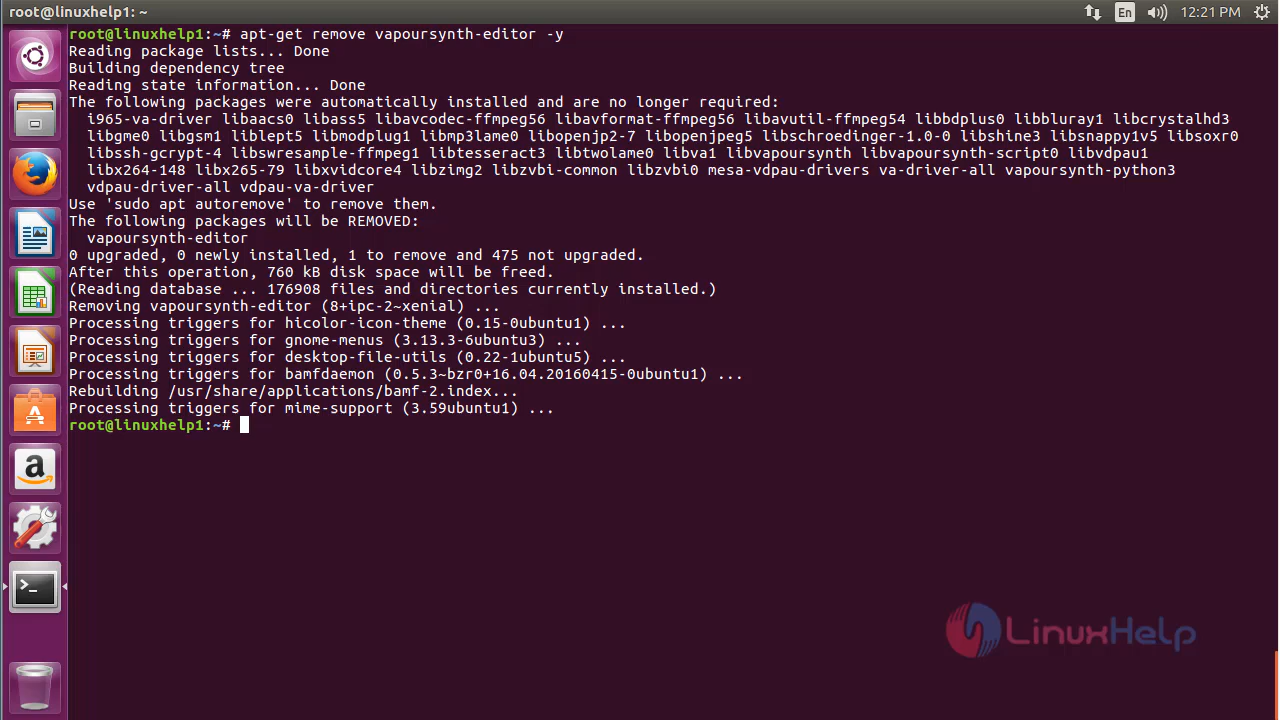 root@linuxhelp1: ~
En
12:21 PM
root@linuxhelp1:~# apt-get remove vapoursynth-editor -y
Reading package lists... Done
Building dependency tree
Reading state information... Done
The following packages were automatically installed and are no longer required:
i965-va-driver libaacs0 libass5 libavcodec-ffmpeg56 libavformat-ffmpeg56 libavutil-ffmpeg54 libbdplus0 libbluray1 libcrystalhd3
libgme0 libgsm1 liblept5 libmodplug1 libmp3lame0 libopenjp2-7 libopenjpeg5 libschroedinger-1.0-0 libshine3 libsnappy1v5 libsoxr0
libssh-gcrypt-4 libswresample-ffmpeg1 libtesseract3 libtwolame0 libva1 libvapoursynth libvapoursynth-script0 libvdpau1
libx264-148 libx265-79 libxvidcore4 libzimg2 libzvbi-common libzvbi0 mesa-vdpau-drivers va-driver-all vapoursynth-python3
vdpau-driver-all vdpau-va-driver
Use 'sudo apt autoremove' to remove them.
The following packages will be REMOVED:
vapoursynth-editor
0 upgraded, 0 newly installed, 1 to remove and 475 not upgraded.
After this operation, 760 kB disk space will be freed.
(Reading database ... 176908 files and directories currently installed.)
Removing vapoursynth-editor (8+ipc-2~xenial) ...
Processing triggers for hicolor-icon-theme (0.15-0ubuntu1) ...
Processing triggers for gnome-menus (3.13.3-6ubuntu3) ...
Processing triggers for desktop-file-utils (0.22-1ubuntu5) ...
Processing triggers for bamfdaemon (0.5.3~bzr0+16.04.20160415-0ubuntu1) ...
Rebuilding /usr/share/applications/bamf-2.index...
Processing triggers for mime-support (3.59ubuntu1) ...
root@linuxhelp1:~#
LinuxHelp